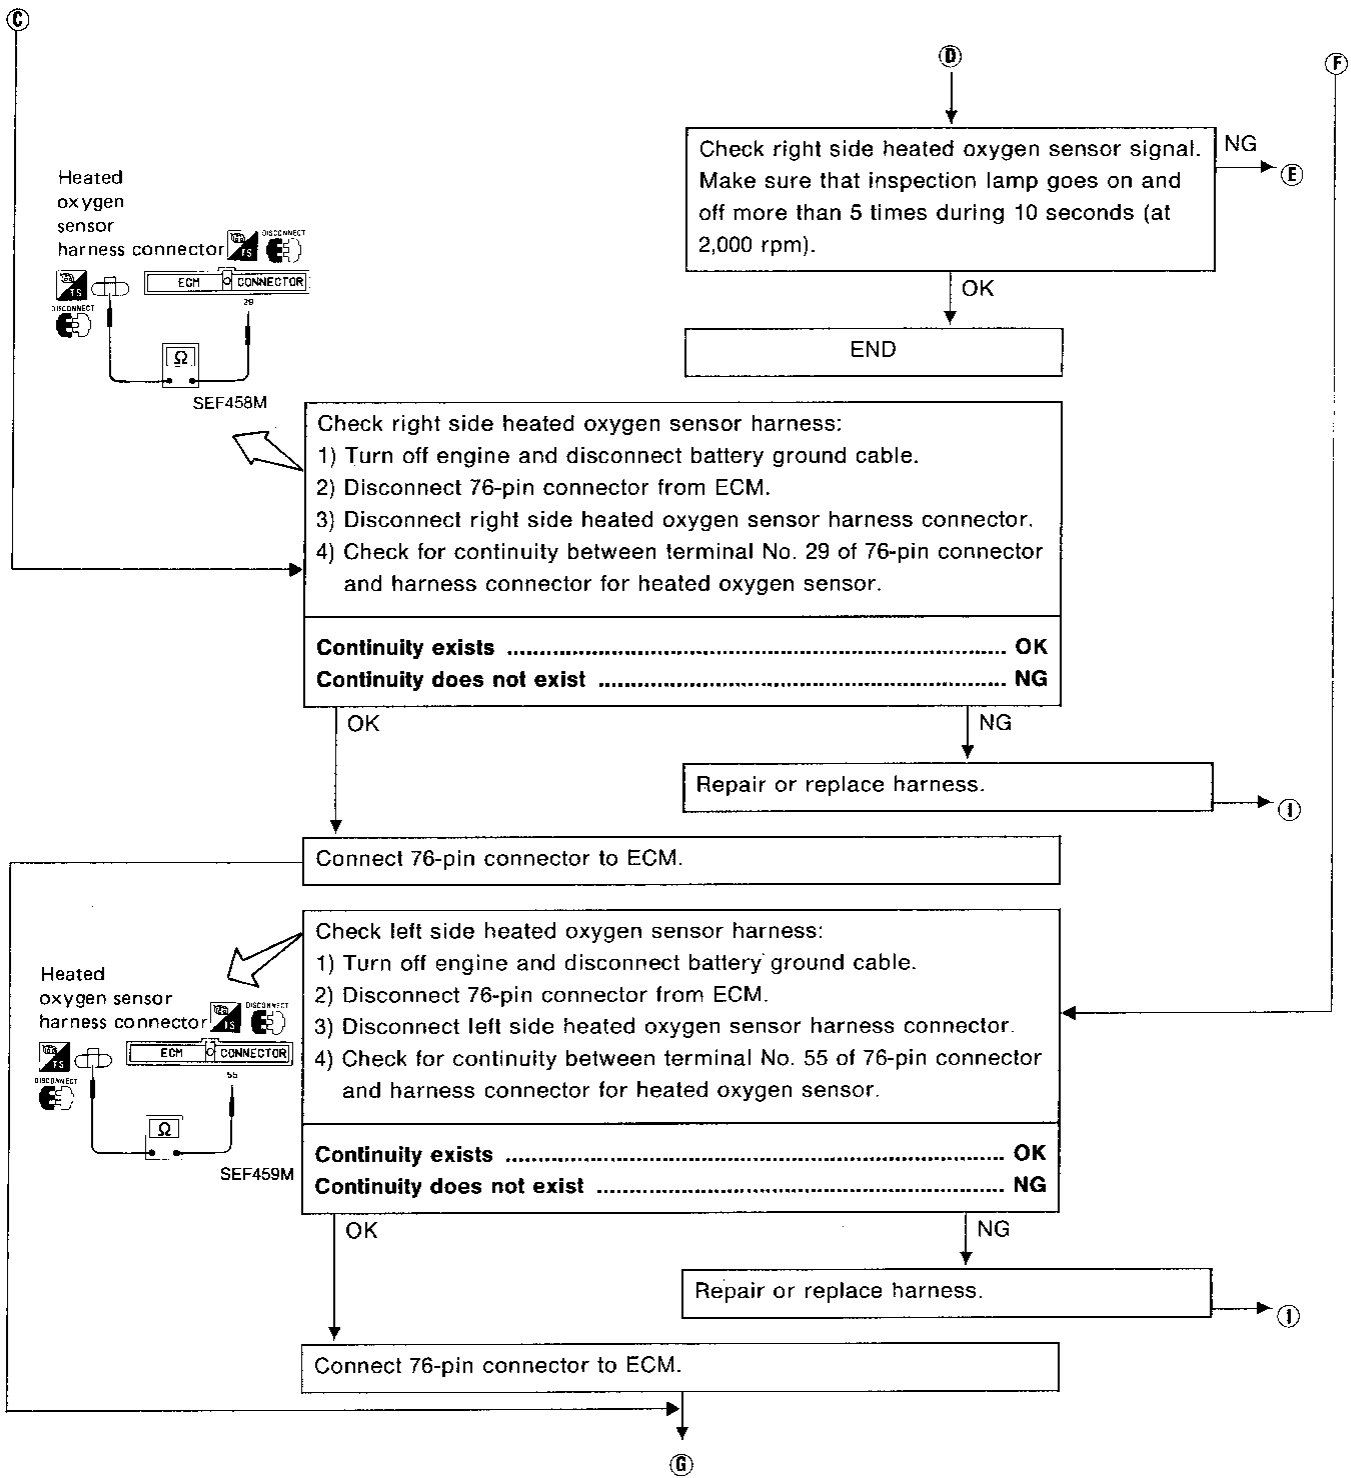 C
D
F
Check right side heated oxygen sensor signal.
Make sure that inspection lamp goes on and
off more than 5 times during 10 seconds (at
2,000 rpm).
NG
E
OK
END
Heated
oxygen
sensor
harness connector
TS
DISCONNECT
TS
ECM
CONNECTOR
DISCONNECT
29
Ω
SEF458M
Check right side heated oxygen sensor harness:
1) Turn off engine and disconnect battery ground cable.
2) Disconnect 76-pin connector from ECM.
3) Disconnect right side heated oxygen sensor harness connector.
4) Check for continuity between terminal No. 29 of 76-pin connector
and harness connector for heated oxygen sensor.
Continuity exists ........................................................................... OK
Continuity does not exist ............................................................. NG
OK
NG
Repair or replace harness.
I
Connect 76-pin connector to ECM.
Check left side heated oxygen sensor harness:
1) Turn off engine and disconnect battery ground cable.
2) Disconnect 76-pin connector from ECM.
3) Disconnect left side heated oxygen sensor harness connector.
4) Check for continuity between terminal No. 55 of 76-pin connector
and harness connector for heated oxygen sensor.
Heated
oxygen sensor
harness connector
TS
DISCONNECT
TS
ECM
CONNECTOR
DISCONNECT
55
Ω
SEF459M
Continuity exists ........................................................................... OK
Continuity does not exist ............................................................. NG
OK
NG
Repair or replace harness.
I
Connect 76-pin connector to ECM.
G